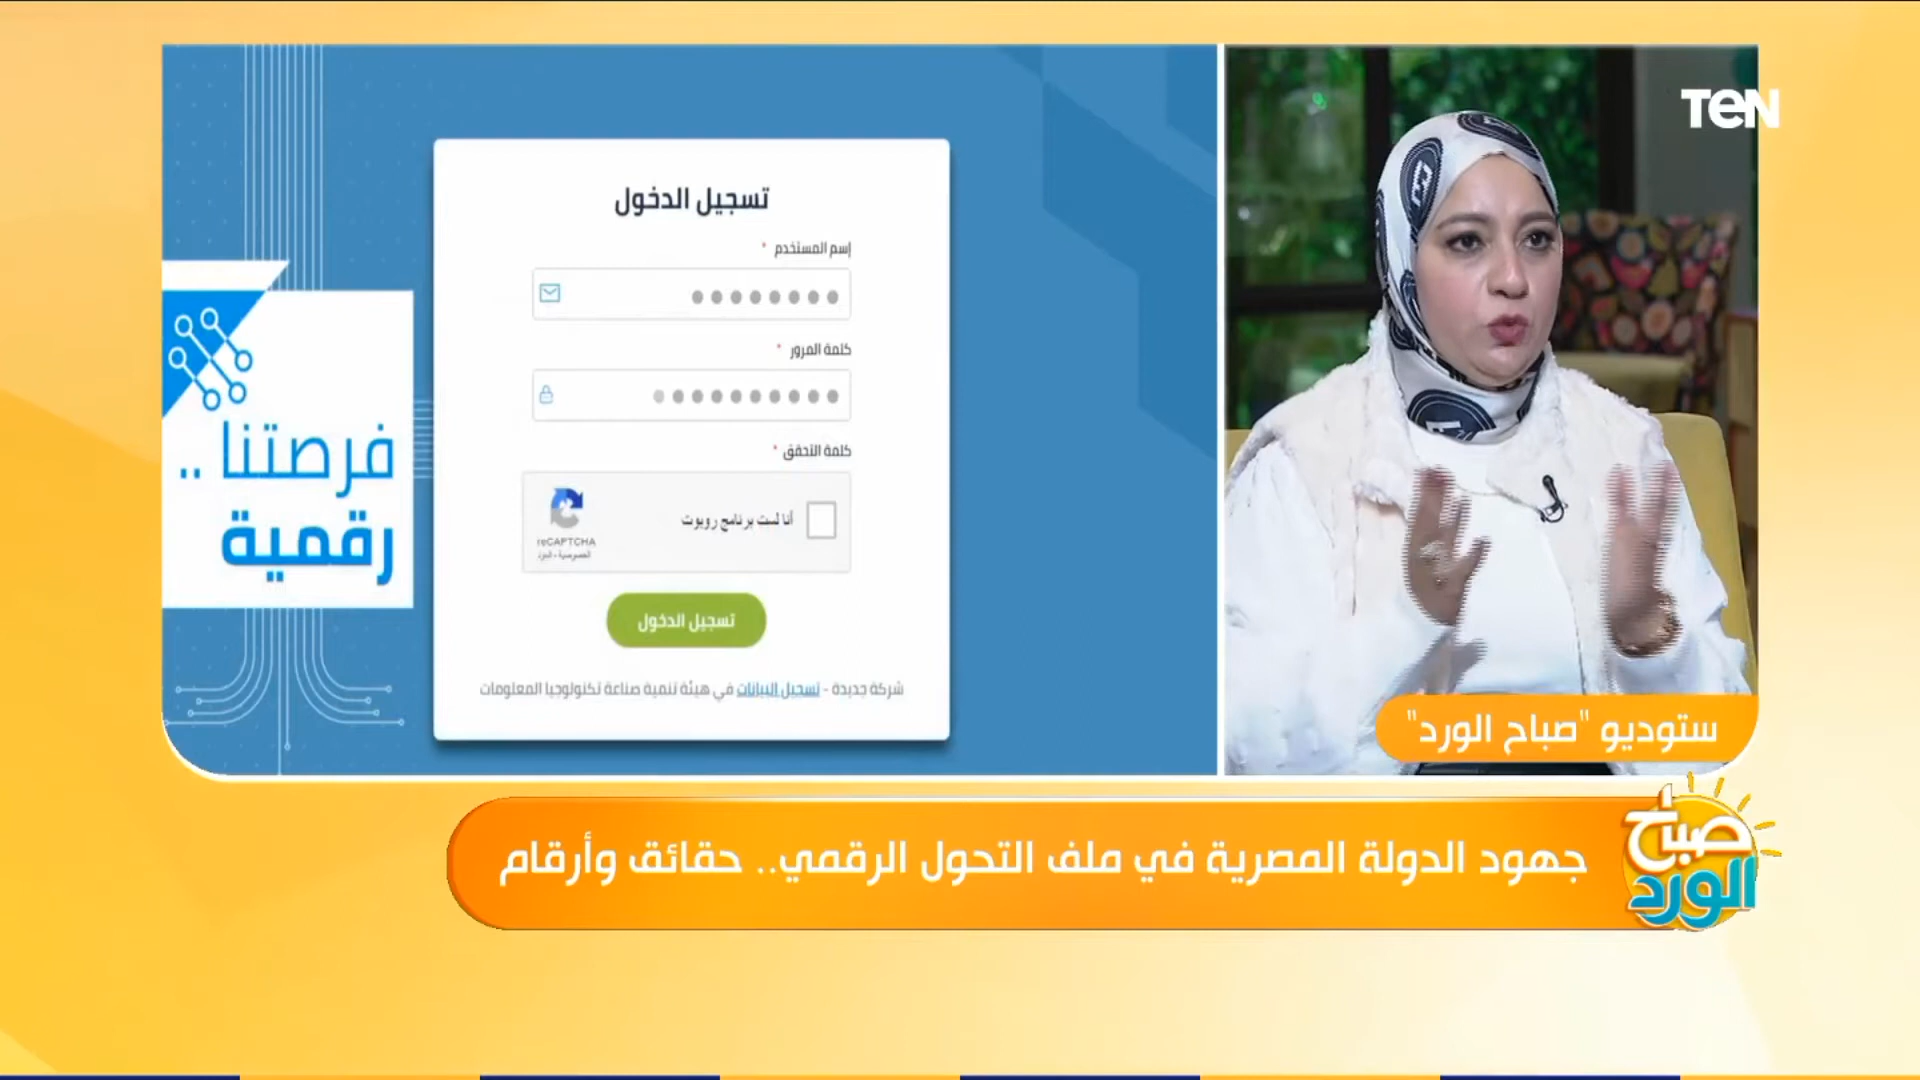 TeN
تسجيل الدخول
إسم المستخدم *
كلمة المرور *
كلمة التحقق *
أنا لست برنامج روبوت
reCAPTCHA
الخصوصية - البنود
تسجيل الدخول
شركة جديدة - تسجيل البيانات في هيئة تنمية صناعة تكنولوجيا المعلومات
فرصتنا ..
رقمية
ستوديو "صباح الورد"
جهود الدولة المصرية في ملف التحول الرقمي.. حقائق وأرقام
صباح
الورد